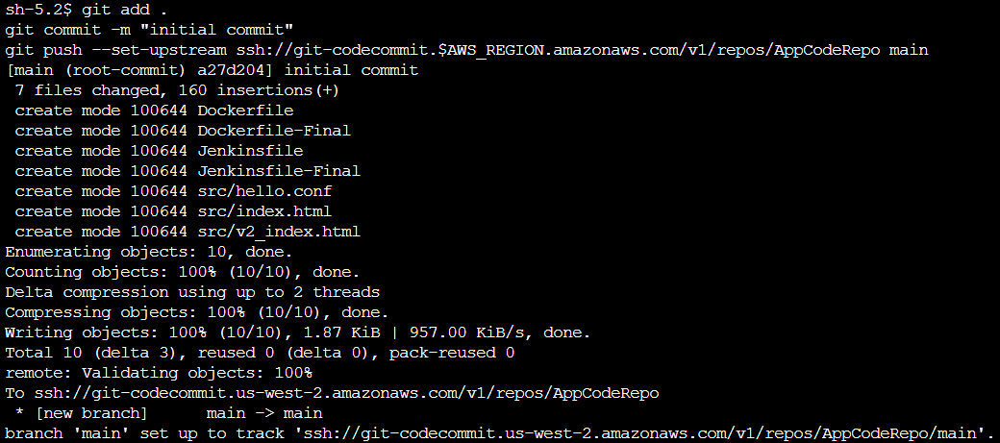 sh-5.2$ git add .
git commit -m "initial commit"
git push --set-upstream ssh://git-codecommit.$AWS_REGION.amazonaws.com/v1/repos/AppCodeRepo main
[main (root-commit) a27d204] initial commit
 7 files changed, 160 insertions(+)
 create mode 100644 Dockerfile
 create mode 100644 Dockerfile-Final
 create mode 100644 Jenkinsfile
 create mode 100644 Jenkinsfile-Final
 create mode 100644 src/hello.conf
 create mode 100644 src/index.html
 create mode 100644 src/v2_index.html
Enumerating objects: 10, done.
Counting objects: 100% (10/10), done.
Delta compression using up to 2 threads
Compressing objects: 100% (10/10), done.
Writing objects: 100% (10/10), 1.87 KiB | 957.00 KiB/s, done.
Total 10 (delta 3), reused 0 (delta 0), pack-reused 0
remote: Validating objects: 100%
To ssh://git-codecommit.us-west-2.amazonaws.com/v1/repos/AppCodeRepo
 * [new branch]      main -> main
branch 'main' set up to track 'ssh://git-codecommit.us-west-2.amazonaws.com/v1/repos/AppCodeRepo/main'.